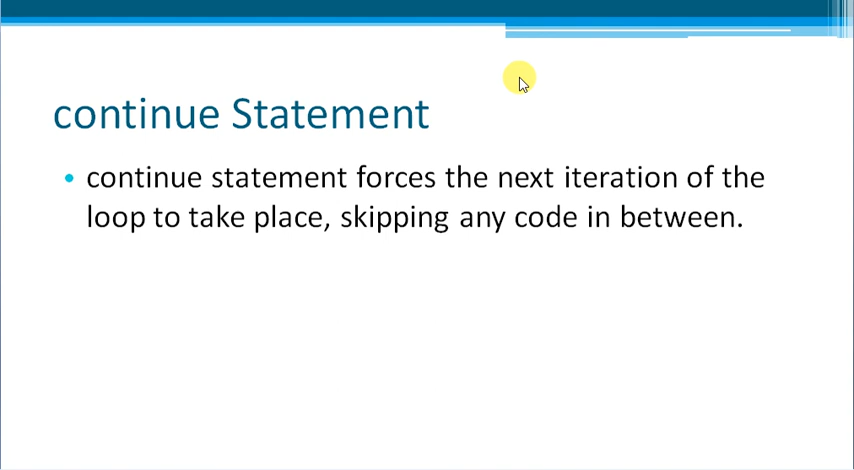 continue Statement
• continue statement forces the next iteration of the
loop to take place, skipping any code in between.